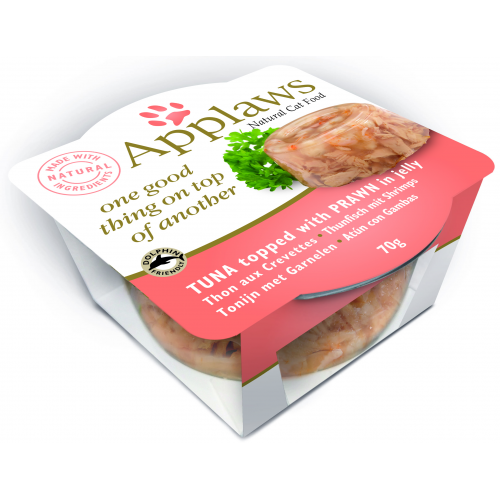 Applaws
Natural Cat Food
MADE WITH
NATURAL
INGREDIENTS
one good
thing on top
of another
DOLPHIN
FRIENDLY
TUNA topped with PRAWN in jelly
Thon aux Crevettes • Thunfisch mit Shrimps
Tonijn met Garnelen • Atún con Gambas
70g